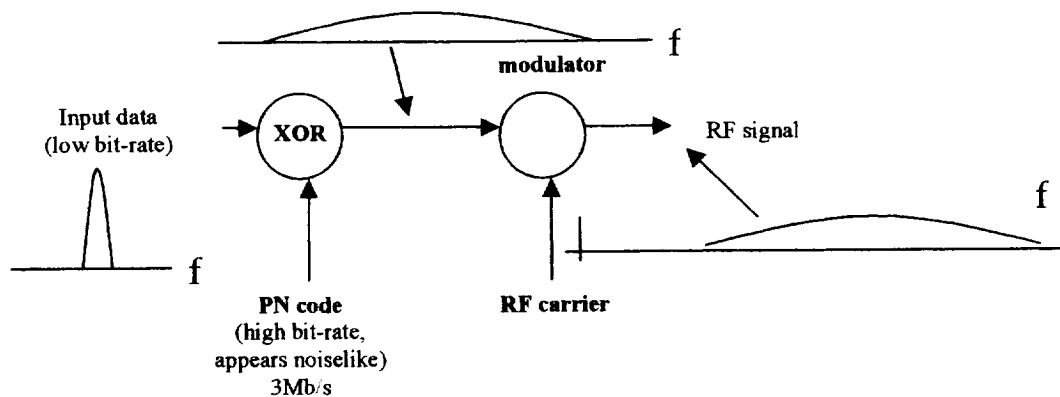 f
modulator
Input data
(low bit-rate)
XOR
RF signal
f
f
PN code
(high bit-rate,
appears noiselike)
3Mb/s
RF carrier